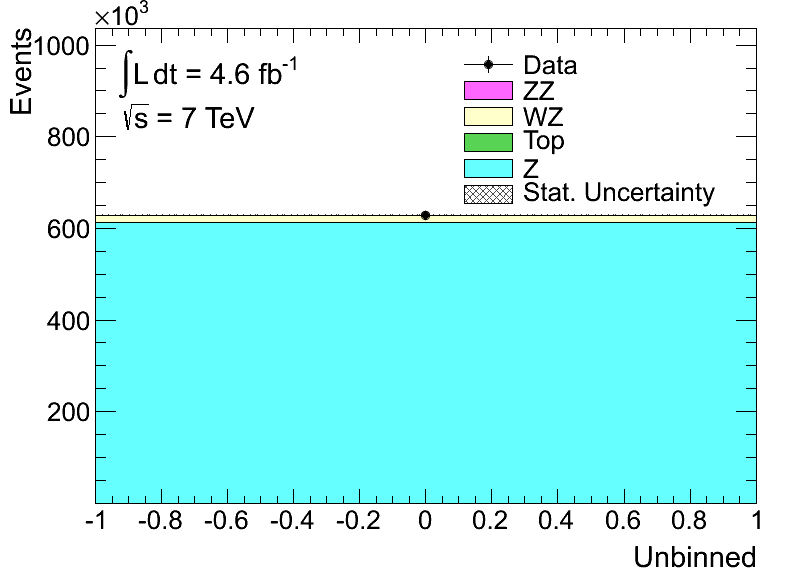 ×10³
Events
1000
800
600
400
200
∫L dt = 4.6 fb⁻¹
√s = 7 TeV
Data
ZZ
WZ
Top
Z
Stat. Uncertainty
-1 -0.8 -0.6 -0.4 -0.2 0 0.2 0.4 0.6 0.8 1
Unbinned